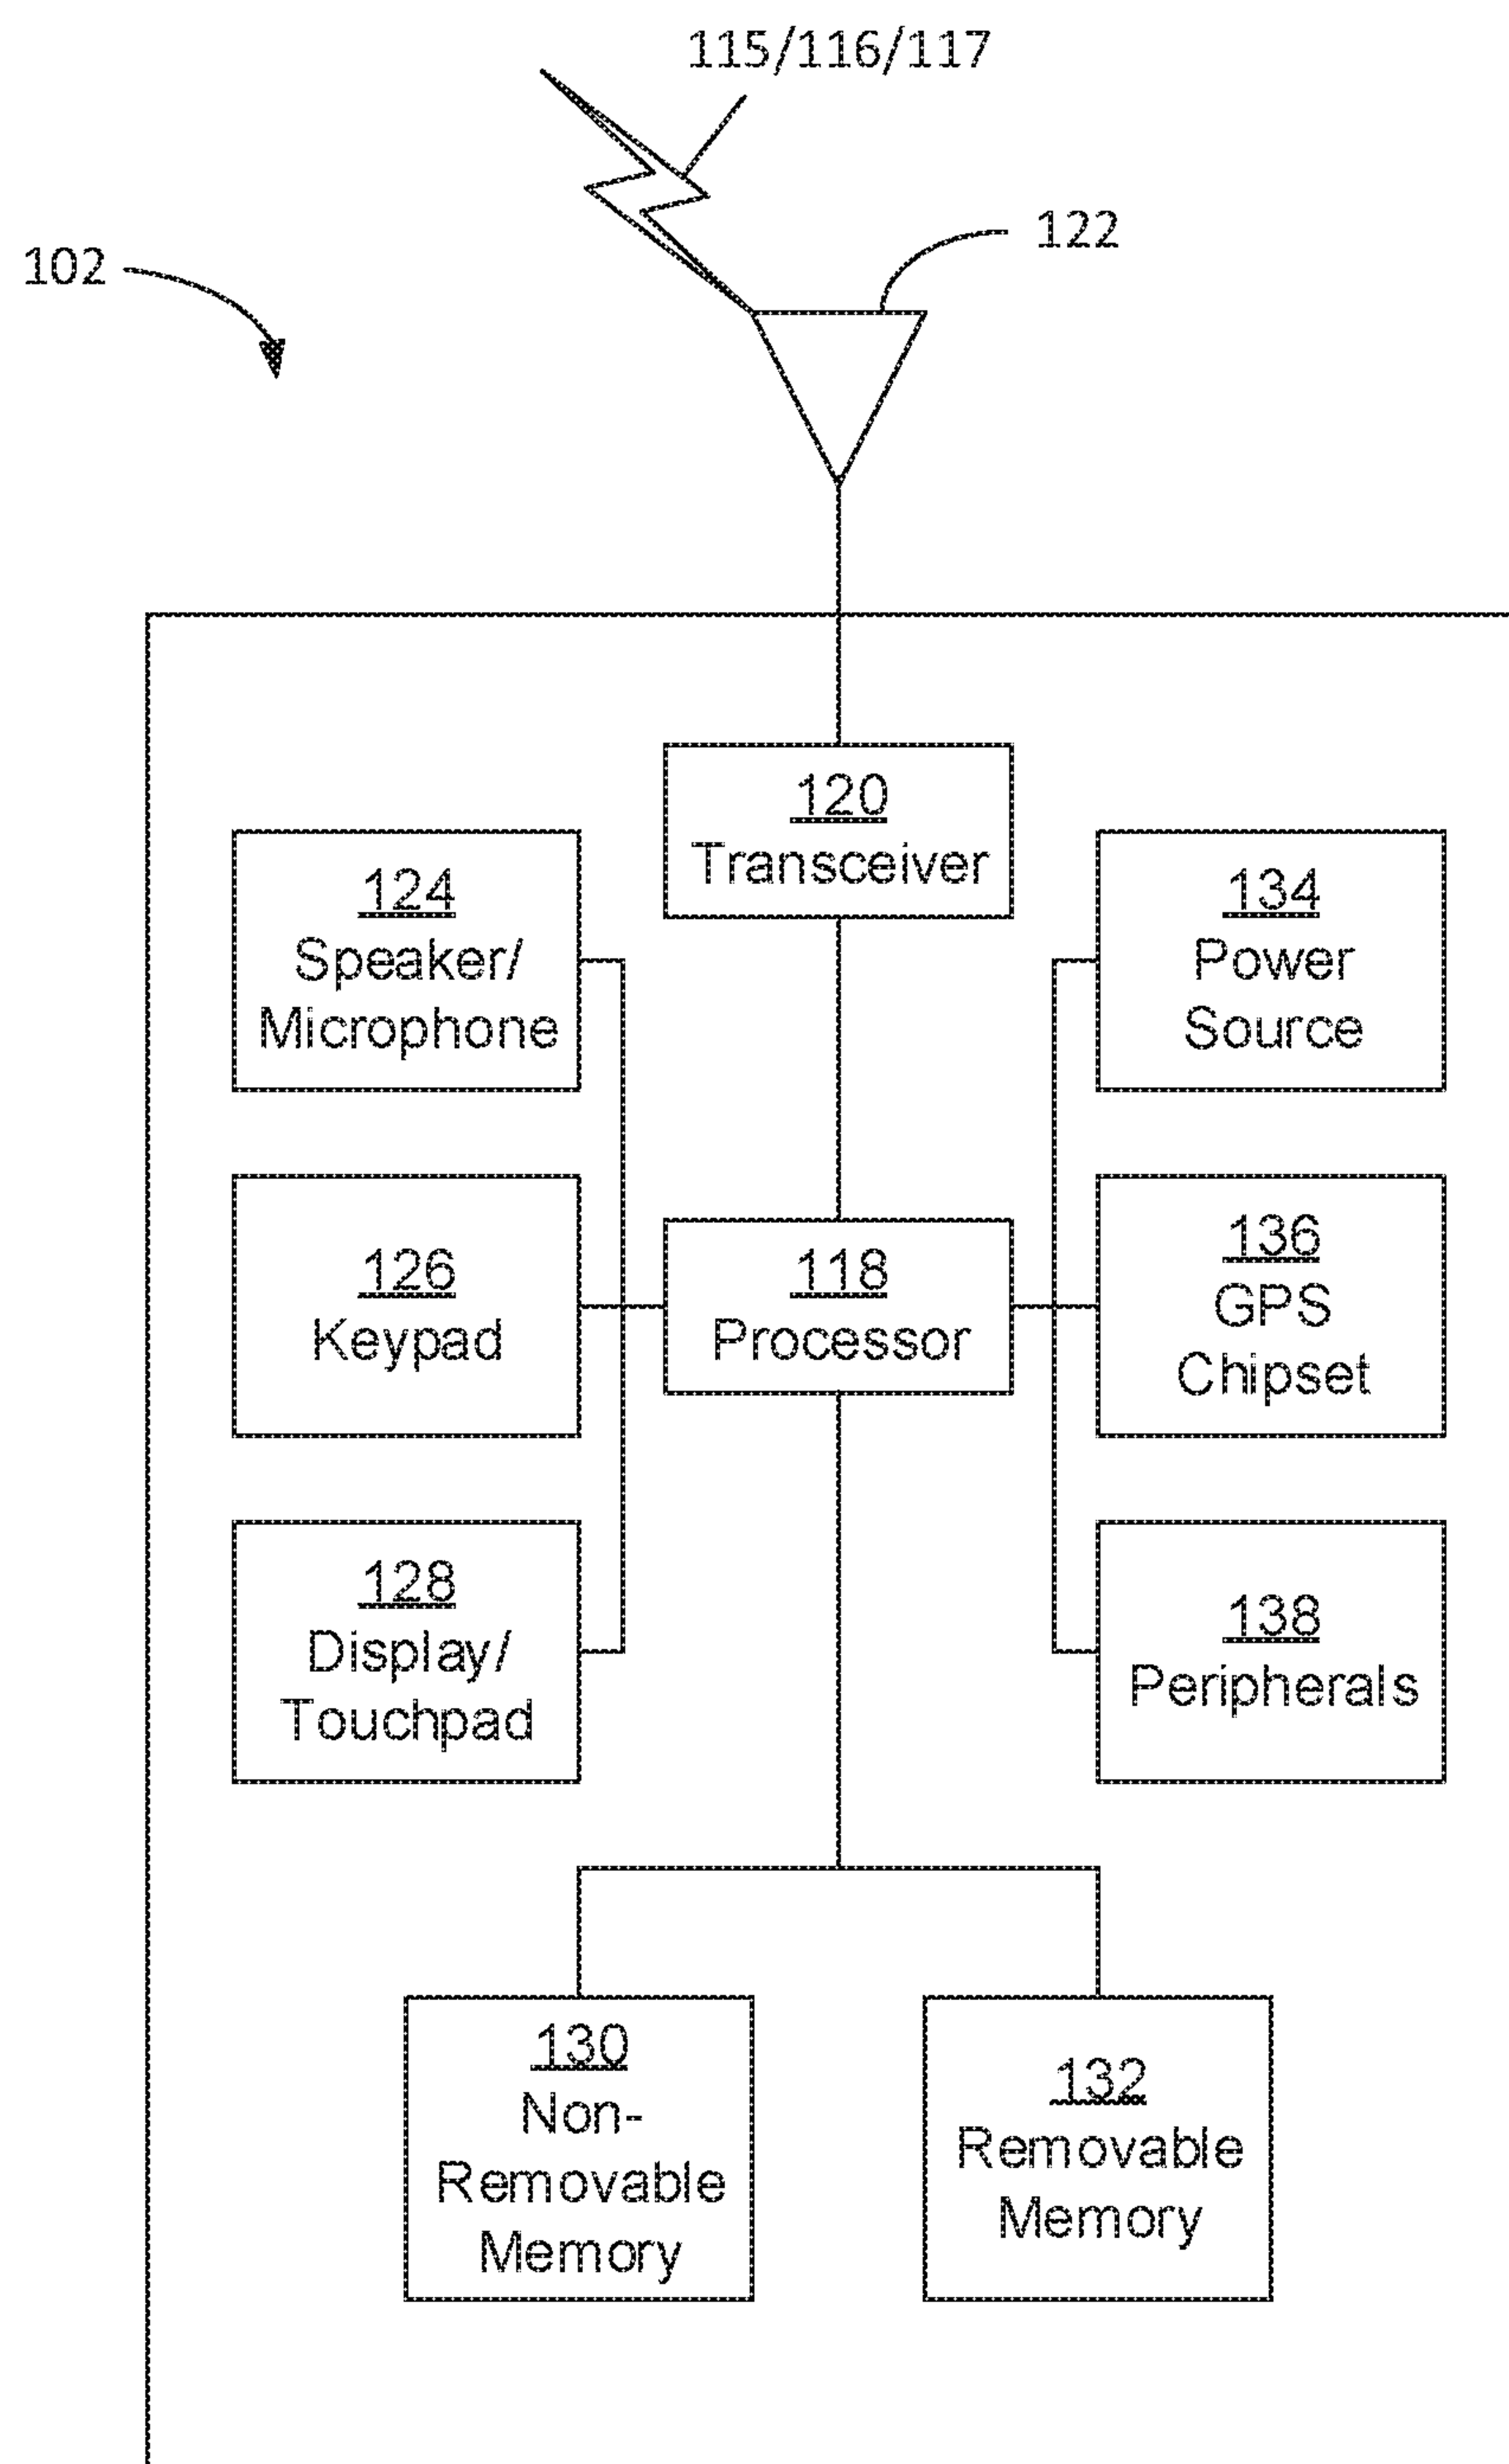 115/116/117
122
102
120
Transceiver
124
Speaker/
Microphone
134
Power
Source
126
Keypad
118
Processor
136
GPS
Chipset
128
Display/
Touchpad
138
Peripherals
130
Non-
Removable
Memory
132
Removable
Memory